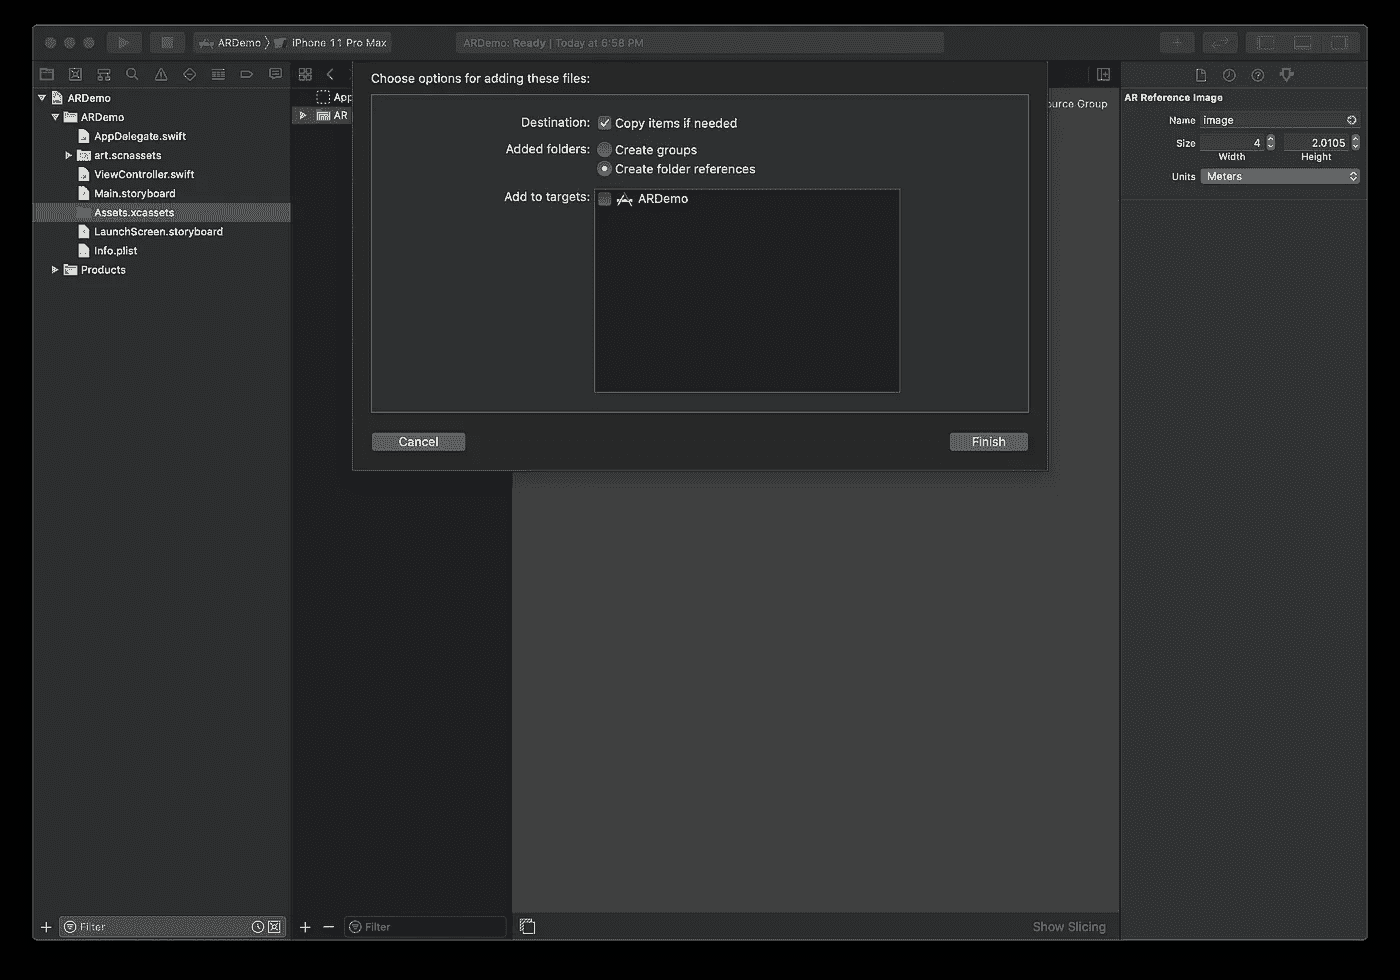 ARDemo
iPhone 11 Pro Max
ARDemo: Ready | Today at 6:58 PM
ARDemo
ARDemo
AppDelegate.swift
art.scnassets
ViewController.swift
Main.storyboard
Assets.xcassets
LaunchScreen.storyboard
Info.plist
Products
App
AR
Choose options for adding these files:
Destination: Copy items if needed
Added folders: Create groups
Create folder references
Add to targets: ARDemo
Cancel
Finish
ource Group
AR Reference Image
Name image
Size 4 2.0105
Width Height
Units Meters
Filter
Filter
Show Slicing